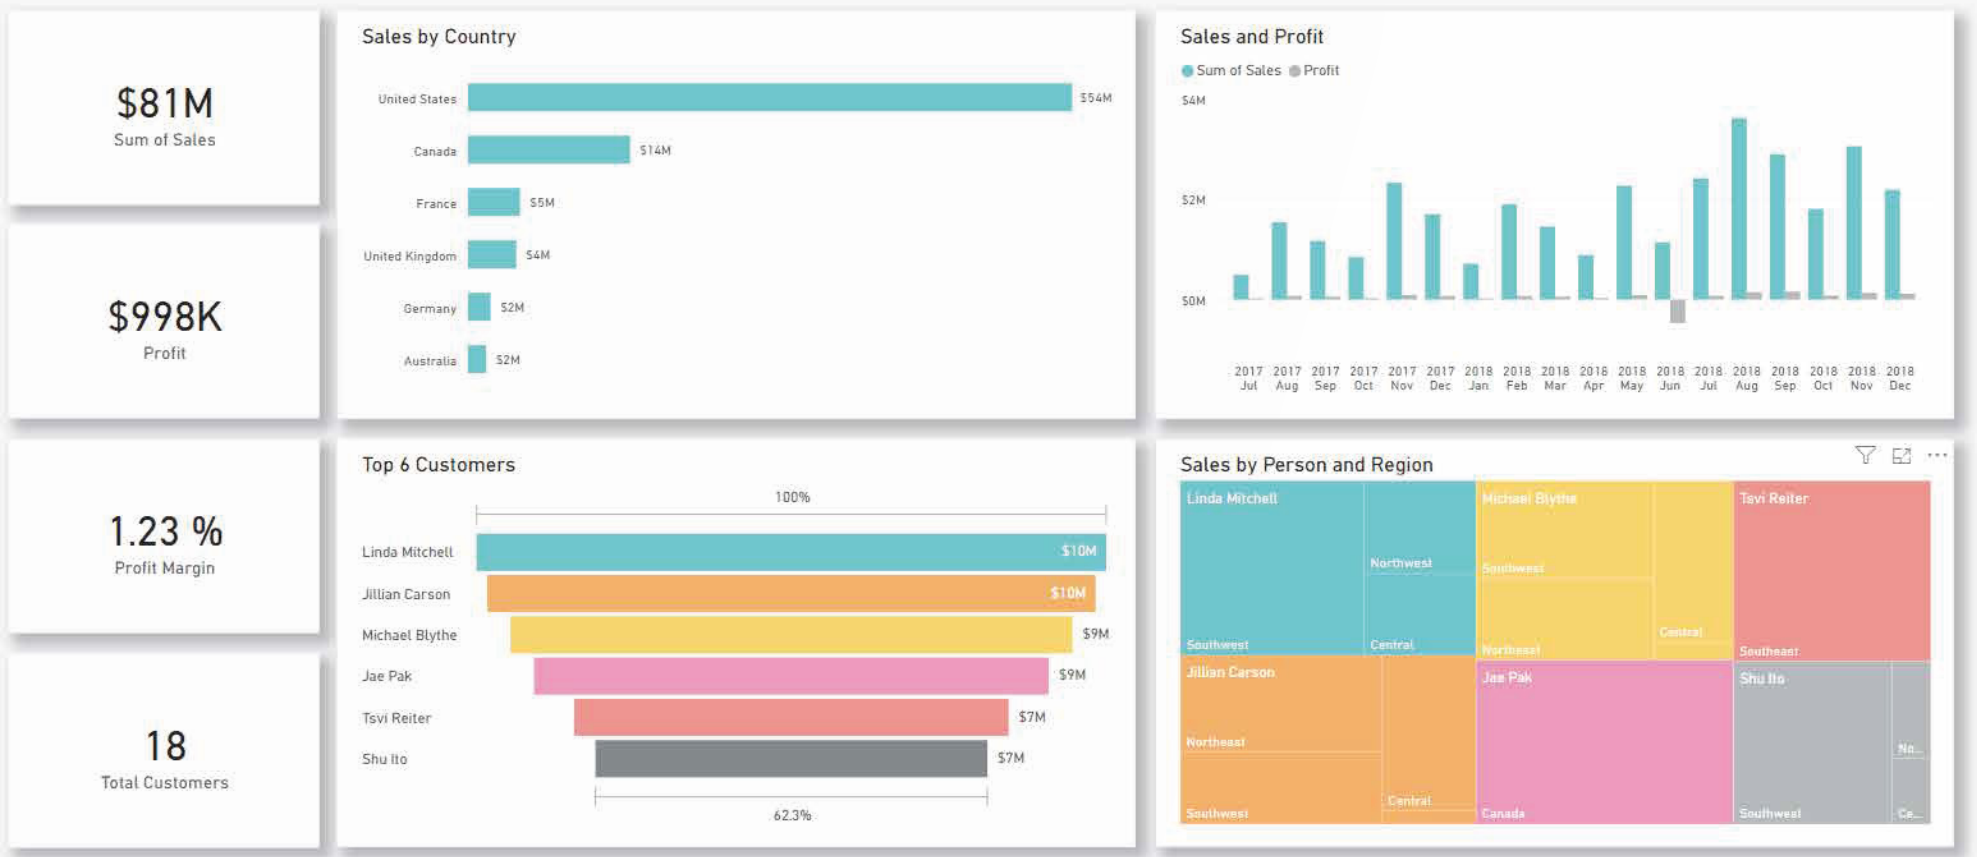 $81M
Sum of Sales
$998K
Profit
1.23 %
Profit Margin
18
Total Customers
Sales by Country
United States $54M
Canada $14M
France $5M
United Kingdom $4M
Germany $2M
Australia $2M
Sales and Profit
Sum of Sales Profit
$4M
$2M
$0M
2017 2017 2017 2017 2017 2017 2018 2018 2018 2018 2018 2018 2018 2018 2018 2018 2018 2018
Jul Aug Sep Oct Nov Dec Jan Feb Mar Apr May Jun Jul Aug Sep Oct Nov Dec
Top 6 Customers
100%
Linda Mitchell $10M
Jillian Carson $10M
Michael Blythe $9M
Jae Pak $9M
Tsvi Reiter $7M
Shu Ito $7M
62.3%
Sales by Person and Region
Linda Mitchell
Northwest
Southwest
Central
Michael Blythe
Southwest
Central
Northeast
Tsvi Reiter
Southeast
Jillian Carson
Northeast
Central
Southwest
Jae Pak
Canada
Shu Ito
No...
Southwest
Ce...